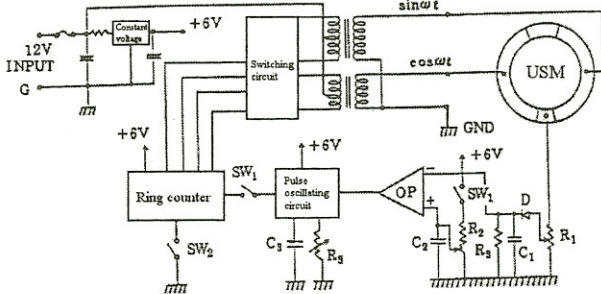 sinωt
Constant
voltage
+6V
12V
INPUT
Switching
circuit
cosωt
USM
G
GND
+6V
+6V
+6V
SW₁
SW₁
D
Ring counter
Pulse
oscillating
circuit
OP
−
+
SW₂
C₃
R₃
C₂
R₂
R₃
C₁
R₁